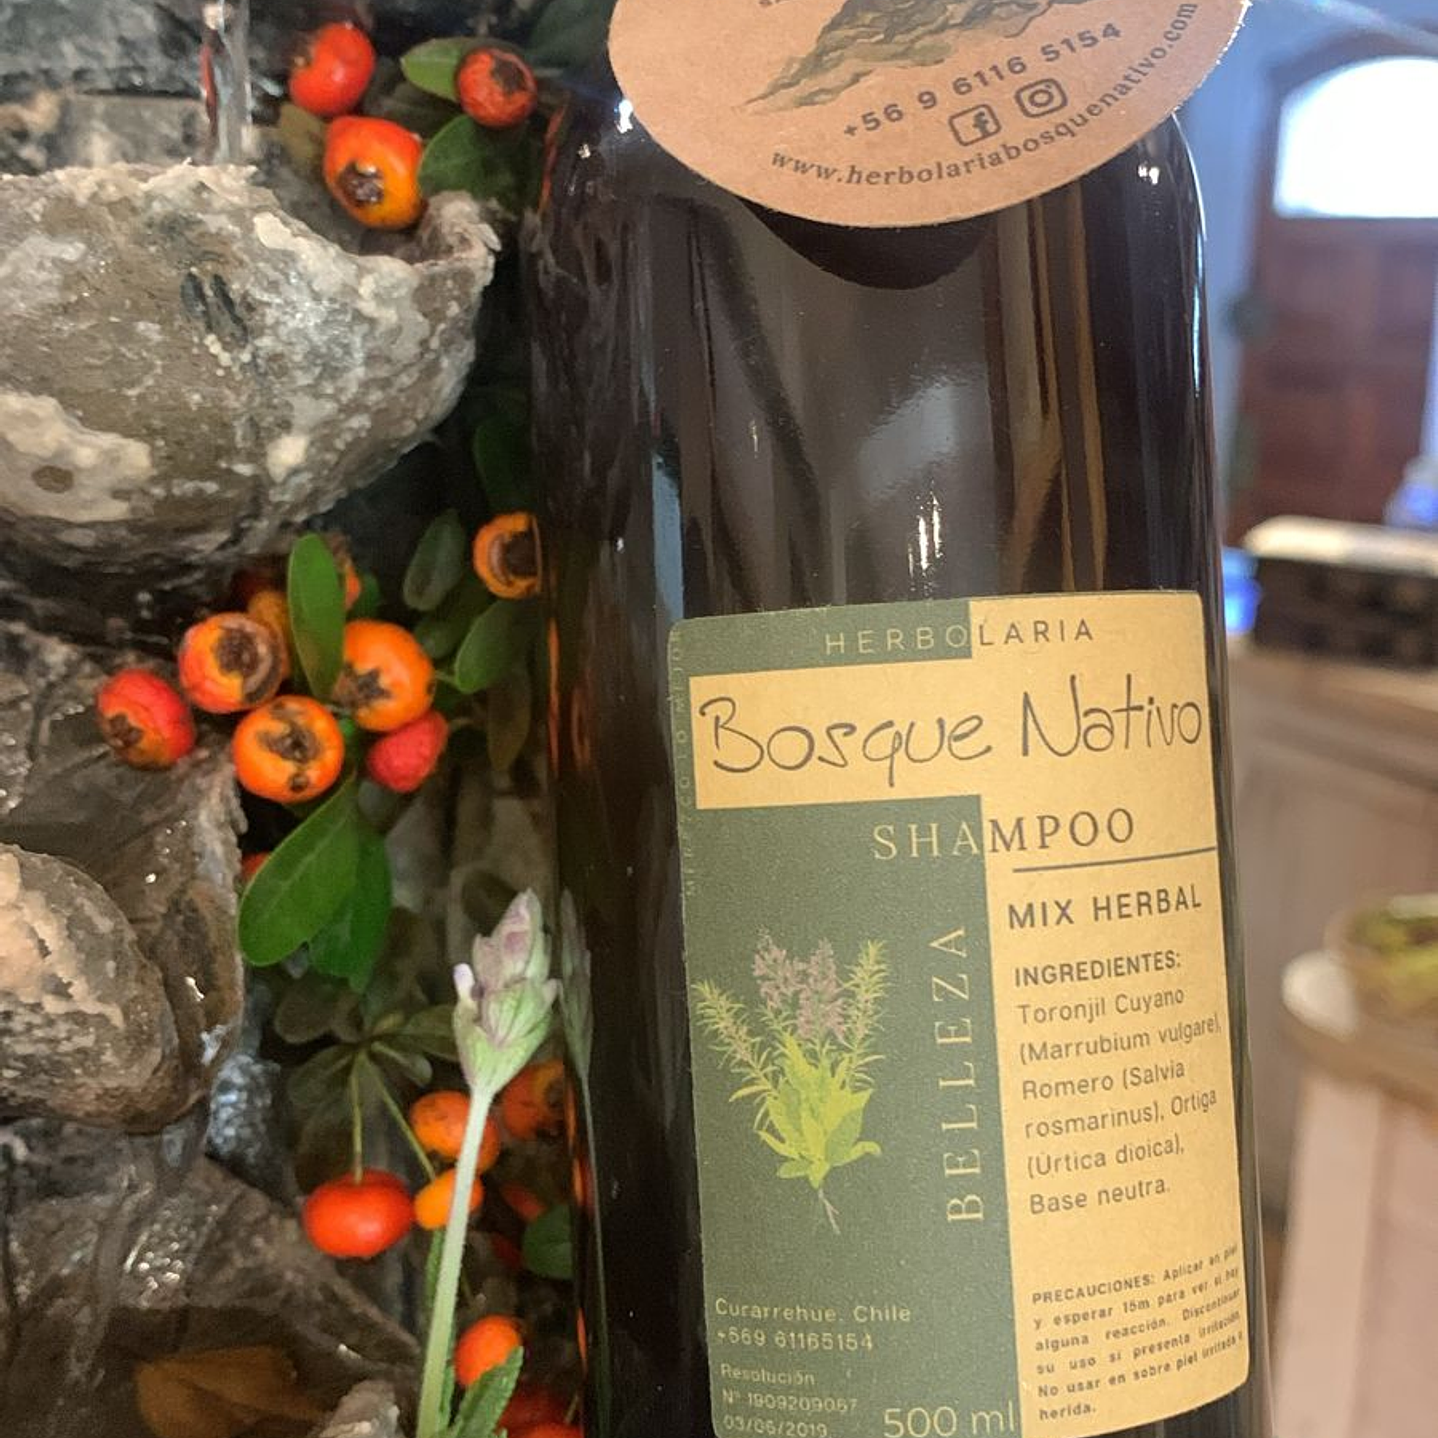 +56 9 6116 5154
www.herbolariabosquenativo.com
HERBOLARIA
Bosque Nativo
SHAMPOO
MIX HERBAL
BELLEZA
INGREDIENTES:
Toronjil Cuyano
(Marrubium vulgare),
Romero (Salvia
rosmarinus), Ortiga
(Úrtica dioica),
Base neutra.
PRECAUCIONES: Aplicar en piel
y esperar 15m para ver si hay
alguna reacción. Discontinuar
su uso si presenta irritación.
No usar en sobre piel irritada o
herida.
Curarrehue, Chile
+569 61165154
Resolución
N° 1909209067
03/06/2019
500 ml